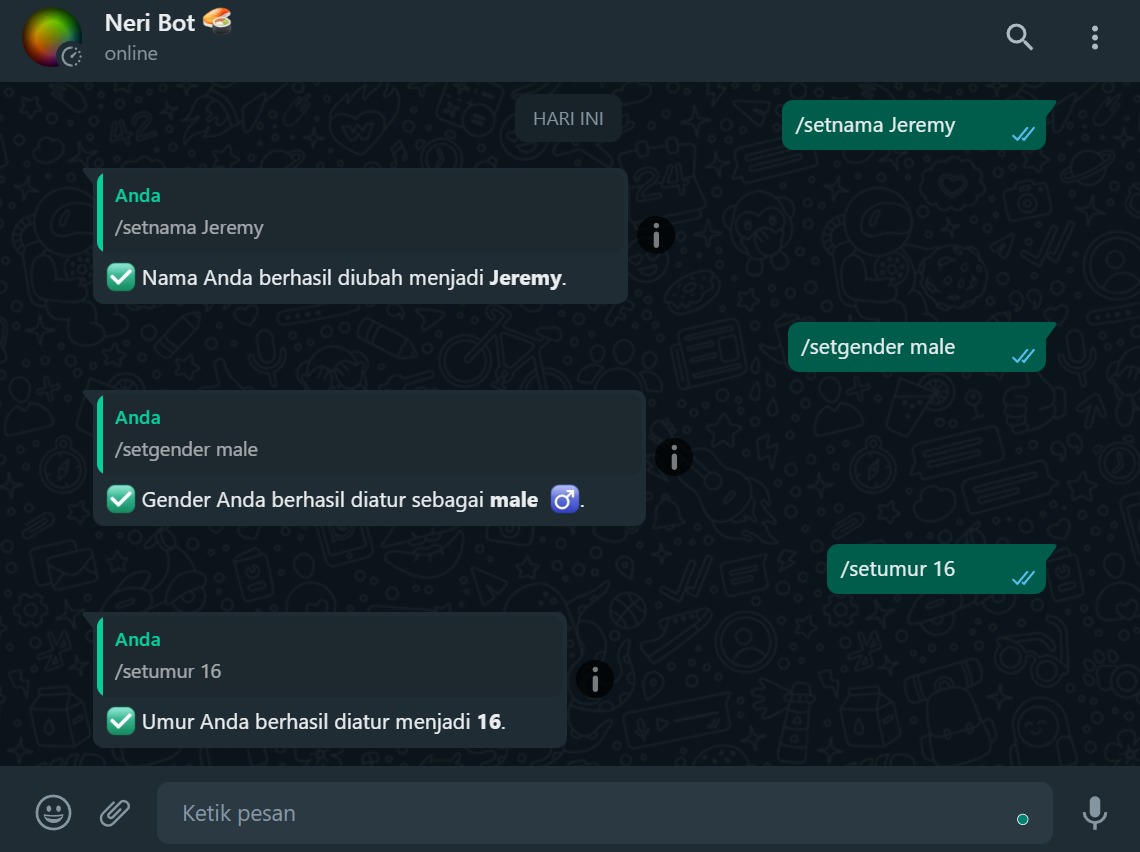 Neri Bot 🍣
online
HARI INI
/setnama Jeremy
Anda
/setnama Jeremy
✅ Nama Anda berhasil diubah menjadi Jeremy.
/setgender male
Anda
/setgender male
✅ Gender Anda berhasil diatur sebagai male ♂️.
/setumur 16
Anda
/setumur 16
✅ Umur Anda berhasil diatur menjadi 16.
Ketik pesan